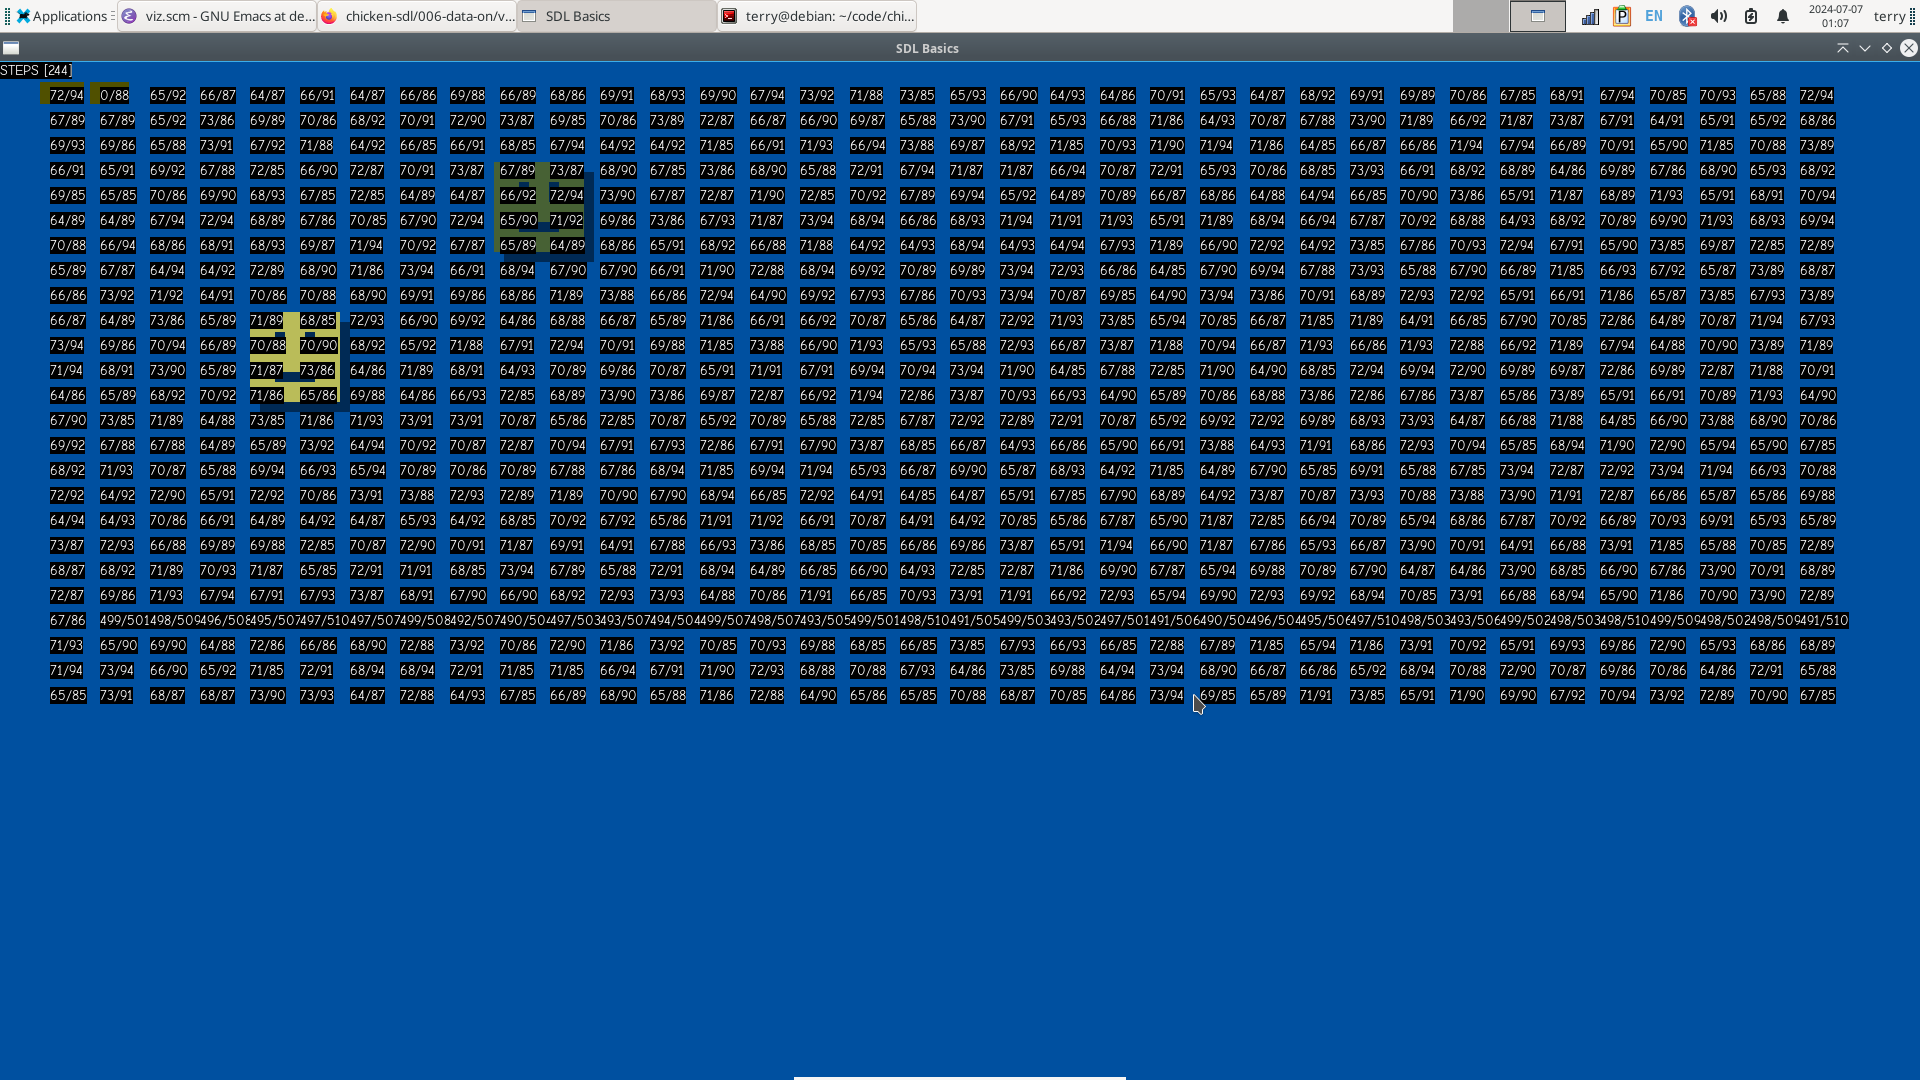 Applications viz.scm - GNU Emacs at de... chicken-sdl/006-data-on/v... SDL Basics terry@debian: ~/code/chi... EN 2024-07-07 01:07 terry
SDL Basics
STEPS [244]
72/94 0/88 65/92 66/87 64/87 66/91 64/87 66/86 69/88 66/89 68/86 69/91 68/93 69/90 67/94 73/92 71/88 73/85 65/93 66/90 64/93 64/86 70/91 65/93 64/87 68/92 69/91 69/89 70/86 67/85 68/91 67/94 70/85 70/93 65/88 72/94
67/89 67/89 65/92 73/86 69/89 70/86 68/92 70/91 72/90 73/87 69/85 70/86 73/89 72/87 66/87 66/90 69/87 65/88 73/90 67/91 65/93 66/88 71/86 64/93 70/87 67/88 73/90 71/89 66/92 71/87 73/87 67/91 64/91 65/91 65/92 68/86
69/93 69/86 65/88 73/91 67/92 71/88 64/92 66/85 66/91 68/85 67/94 64/92 64/92 71/85 66/91 71/93 66/94 73/88 69/87 68/92 71/85 70/93 71/90 71/94 71/86 64/85 66/87 66/86 71/94 67/94 66/89 70/91 65/90 71/85 70/88 73/89
66/91 65/91 69/92 67/88 72/85 66/90 72/87 70/91 73/87 67/89 73/87 68/90 67/85 73/86 68/90 65/88 72/91 67/94 71/87 71/87 66/94 70/87 72/91 65/93 70/86 68/85 73/93 66/91 68/92 68/89 64/86 69/87 67/86 68/90 65/93 68/92
69/85 65/85 70/86 69/90 68/93 67/85 72/85 64/89 64/87 66/92 72/94 73/90 67/87 72/87 71/90 72/85 70/92 67/89 69/94 65/92 64/89 70/89 66/87 68/86 64/88 64/94 66/85 70/90 73/86 65/91 71/87 68/89 71/93 65/91 68/91 70/94
64/89 64/89 67/94 72/94 68/89 67/86 70/85 67/90 72/94 65/90 71/92 69/86 73/86 67/93 71/87 73/94 68/94 66/86 68/93 71/94 71/91 71/93 65/91 71/89 68/94 66/94 67/87 70/92 68/88 64/93 68/92 70/89 69/90 71/93 68/93 69/94
70/88 66/94 68/86 68/91 68/93 69/87 71/94 70/92 67/87 65/89 64/89 68/86 65/91 68/92 66/88 71/88 64/92 64/93 68/94 64/93 64/94 67/93 71/89 66/90 72/92 64/92 73/85 67/86 70/93 72/94 67/91 65/90 73/85 69/87 72/85 72/89
65/89 67/87 64/94 64/92 72/89 68/90 71/86 73/94 66/91 68/94 67/90 67/90 66/91 71/90 72/88 68/94 69/92 70/89 69/89 73/94 72/93 66/86 64/85 67/90 69/94 67/88 73/93 65/88 67/90 66/89 71/85 66/93 67/92 65/87 73/89 68/87
66/86 73/92 71/92 64/91 70/86 70/88 68/90 69/91 69/86 68/86 71/89 73/88 66/86 72/94 64/90 69/92 67/93 67/86 70/93 73/94 70/87 69/85 64/90 73/94 73/86 70/91 68/89 72/93 72/92 66/91 71/86 65/87 73/85 67/93 73/85 73/89
66/87 64/89 73/86 65/89 71/89 68/85 72/93 66/90 69/92 64/86 68/88 66/87 65/89 71/86 66/91 66/92 70/87 65/87 64/87 72/92 71/93 73/85 65/94 70/85 66/87 71/85 71/89 64/91 66/85 67/90 70/85 72/86 64/89 70/87 71/94 67/93
73/94 69/86 70/94 66/89 70/88 70/90 68/92 65/92 71/88 67/91 72/94 70/91 69/88 71/85 73/88 66/90 71/93 65/93 65/88 72/93 66/87 73/87 71/88 70/94 66/87 71/93 66/86 71/93 72/88 66/92 71/89 68/87 64/88 70/90 73/89 71/89
71/94 68/91 73/90 65/89 71/87 73/86 64/86 71/89 68/91 64/93 70/89 69/86 70/87 65/91 67/91 69/94 70/94 73/94 71/90 64/85 67/88 72/85 71/90 64/90 68/85 72/94 69/94 72/90 69/89 69/87 72/86 69/89 72/87 71/88 70/91
64/86 65/89 68/92 70/92 71/86 65/86 69/88 64/86 66/93 72/85 68/89 73/90 73/86 69/87 72/87 66/92 71/94 72/86 73/87 64/90 68/94 65/89 70/86 68/88 73/86 72/86 67/86 73/87 65/86 73/89 65/91 66/91 70/89 71/93 64/90
67/90 73/85 71/89 64/88 73/85 71/86 71/93 73/91 73/91 70/87 65/86 72/85 70/87 65/92 70/89 65/88 72/85 67/87 72/92 72/89 72/91 70/87 65/92 69/92 72/92 69/89 68/93 73/93 64/87 66/88 71/88 64/85 66/90 73/88 68/90 70/86
69/92 67/88 67/88 64/89 65/89 73/92 64/94 70/92 70/87 72/87 70/94 67/91 67/93 72/86 67/91 67/90 73/87 68/85 66/87 64/93 66/86 65/90 66/91 73/88 64/93 71/91 68/86 72/93 70/94 65/85 68/94 71/90 72/90 65/94 65/90 67/85
68/92 71/93 70/87 65/88 69/94 66/93 65/94 70/89 70/86 70/89 67/88 67/86 68/94 71/85 69/94 71/94 65/93 66/87 69/90 65/87 68/93 64/92 71/85 64/89 67/90 65/85 69/91 65/88 67/85 73/94 72/87 72/92 73/94 71/94 66/93 70/88
72/92 64/92 72/90 65/91 72/92 70/86 73/91 73/88 72/93 72/89 71/89 70/90 67/90 68/94 66/85 72/92 64/91 64/85 64/87 65/91 67/85 67/90 68/89 64/92 73/87 70/87 73/93 70/88 73/88 73/90 71/91 72/87 66/86 65/87 65/86 69/88
64/94 64/93 70/86 66/91 64/89 64/92 64/87 65/93 64/92 68/85 70/92 67/92 65/86 71/91 71/92 66/91 70/87 64/91 64/92 70/85 65/86 67/87 65/90 71/87 72/85 66/94 70/89 65/94 68/86 67/87 70/92 66/89 70/93 69/91 65/93 65/89
73/87 72/93 66/88 69/89 69/88 72/85 70/87 72/90 70/91 71/87 69/91 64/91 67/88 66/93 73/86 68/85 70/85 66/86 69/86 73/87 65/91 71/94 66/90 71/87 67/86 65/93 66/87 73/90 70/91 64/91 66/88 73/91 71/85 65/88 70/85 72/89
68/87 68/92 71/89 70/93 71/87 65/85 72/91 71/91 68/85 73/94 67/89 65/88 72/91 68/94 64/89 66/85 66/90 64/93 72/85 72/87 71/86 69/90 67/87 65/94 69/88 70/89 67/90 64/87 64/86 73/90 68/85 66/90 67/86 73/90 70/91 68/89
72/87 69/86 71/93 67/94 67/91 67/93 73/87 68/91 67/90 66/90 68/92 72/93 73/93 64/88 70/86 71/91 66/85 70/93 73/91 71/91 66/92 72/93 65/94 69/90 72/92 68/94 70/85 73/91 66/88 68/94 65/90 71/86 70/90 73/90 72/89
67/86 499/501 498/509 496/508 495/507 497/510 497/507 499/508 492/507 490/504 497/503 493/507 494/504 499/507 493/505 499/501 498/510 491/505 499/503 493/502 497/501 491/506 490/504 496/504 495/506 497/510 498/503 493/506 498/502 498/503 498/510 499/509 498/502 498/509 491/510
71/93 65/90 69/90 64/88 72/86 66/86 68/90 72/88 73/92 70/86 72/90 71/86 73/92 70/85 70/93 69/88 68/85 66/85 73/85 67/93 66/93 66/85 72/88 67/89 71/85 65/94 71/86 73/91 70/92 65/91 69/90 66/89 67/86 72/90 65/93 68/86 68/89
71/94 73/94 66/90 65/92 71/85 72/91 68/94 68/94 72/91 71/85 71/85 66/94 67/91 71/90 72/93 68/88 70/88 67/93 64/86 73/85 69/88 64/94 73/94 68/90 66/87 66/86 65/92 68/94 70/88 72/90 70/87 69/86 70/86 64/86 72/91 65/88
65/85 73/91 68/87 68/87 73/90 73/93 64/87 72/88 64/93 67/85 66/89 68/90 65/88 71/86 72/88 64/90 65/86 65/85 70/88 68/87 70/85 64/86 73/94 69/85 65/89 71/91 73/85 65/91 71/90 69/90 67/92 70/94 73/92 72/89 70/90 67/85